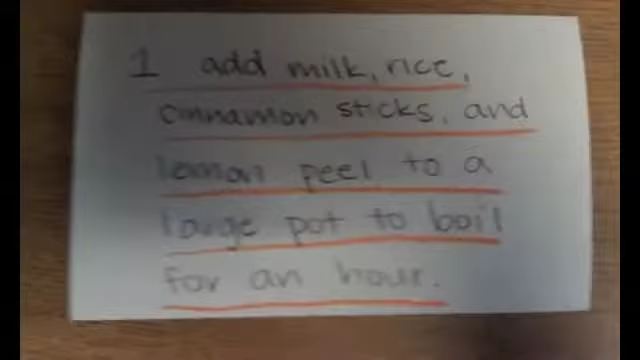 1 add milk, rice,
cinnamon sticks, and
lemon peel to a
large pot to boil
for an hour.